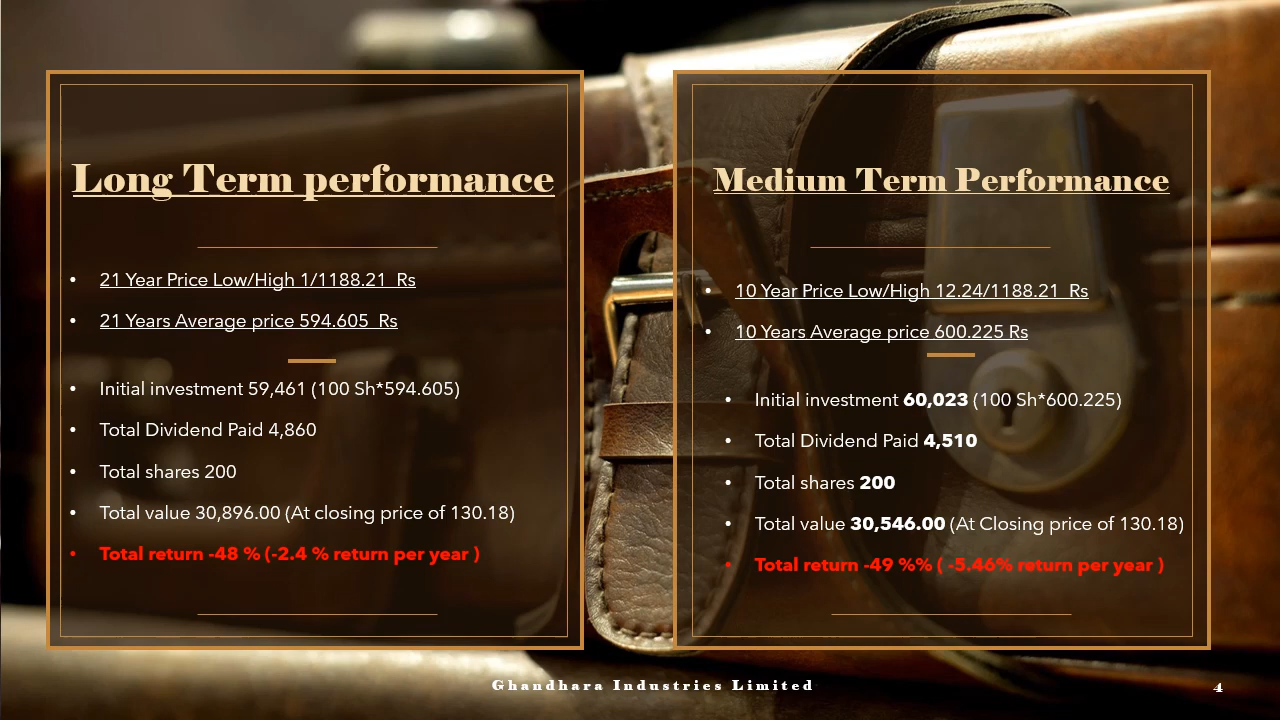 Long Term performance
• 21 Year Price Low/High 1/1188.21  Rs
• 21 Years Average price 594.605  Rs
• Initial investment 59,461 (100 Sh*594.605)
• Total Dividend Paid 4,860
• Total shares 200
• Total value 30,896.00 (At closing price of 130.18)
• Total return -48 % (-2.4 % return per year )
Medium Term Performance
• 10 Year Price Low/High 12.24/1188.21  Rs
• 10 Years Average price 600.225 Rs
• Initial investment 60,023 (100 Sh*600.225)
• Total Dividend Paid 4,510
• Total shares 200
• Total value 30,546.00 (At Closing price of 130.18)
• Total return -49 %% ( -5.46% return per year )
Ghandhara Industries Limited
4